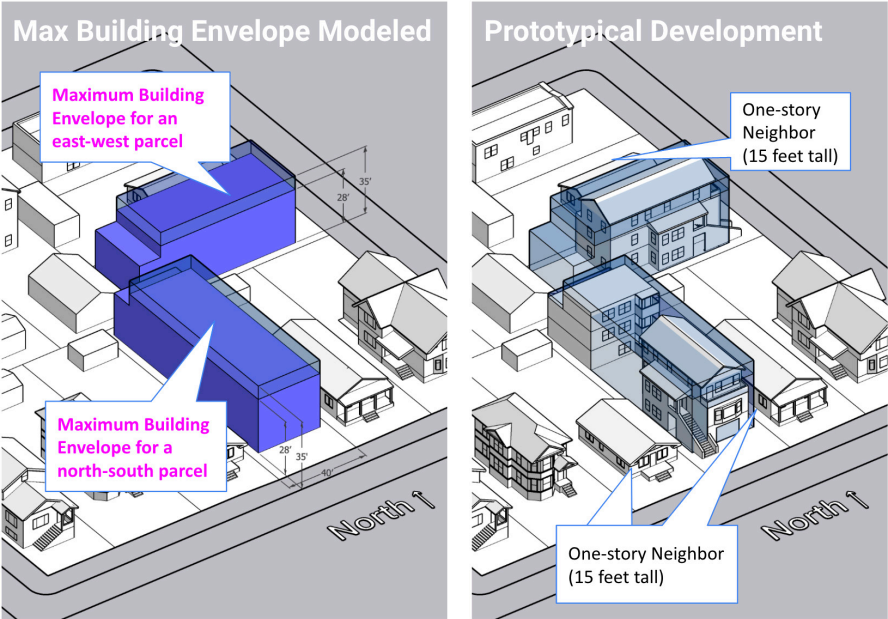 Max Building Envelope Modeled
Maximum Building
Envelope for an
east-west parcel
35'
28'
Maximum Building
Envelope for a
north-south parcel
28'
35'
40'
North
Prototypical Development
One-story
Neighbor
(15 feet tall)
One-story Neighbor
(15 feet tall)
North